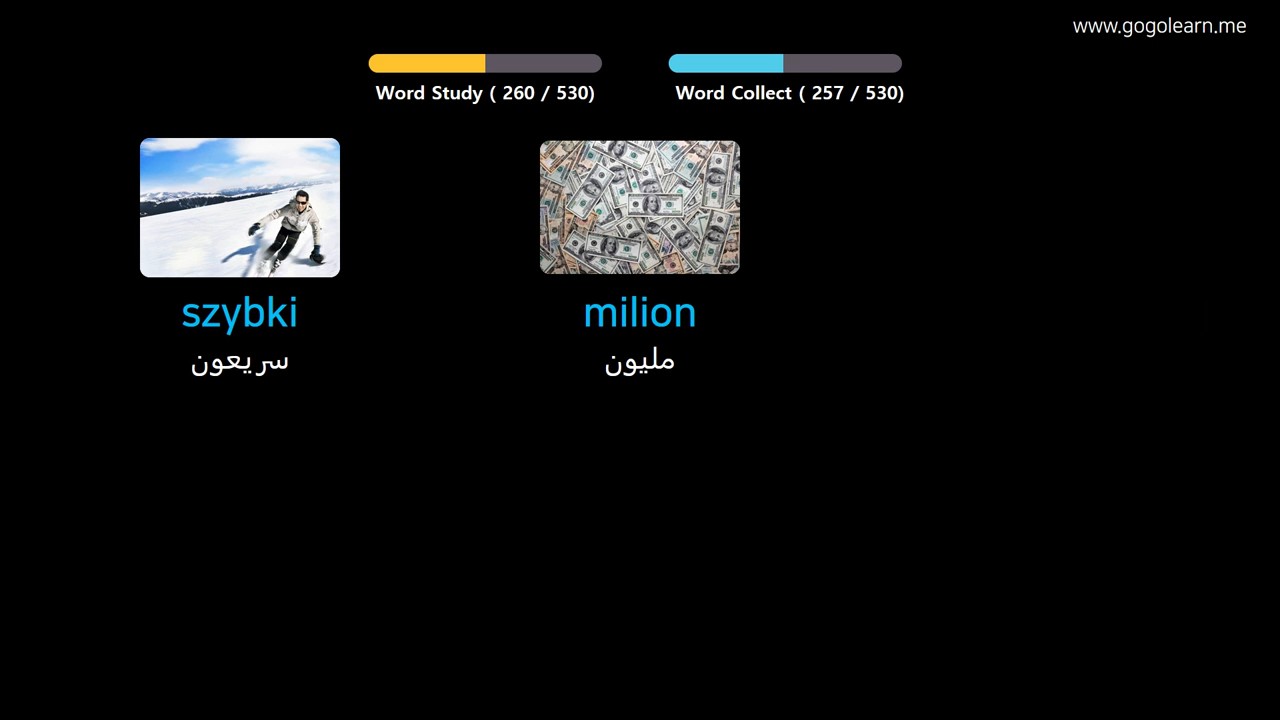 www.gogolearn.me
Word Study ( 260 / 530)
Word Collect ( 257 / 530)
szybki
سريعون
milion
مليون